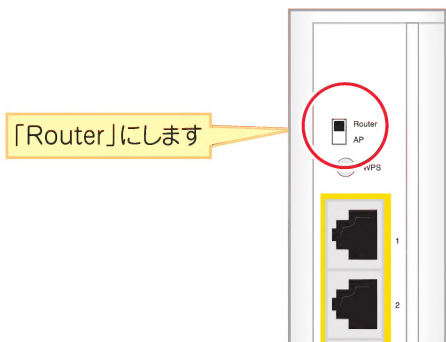 「Router」にします
Router
AP
WPS
1
2